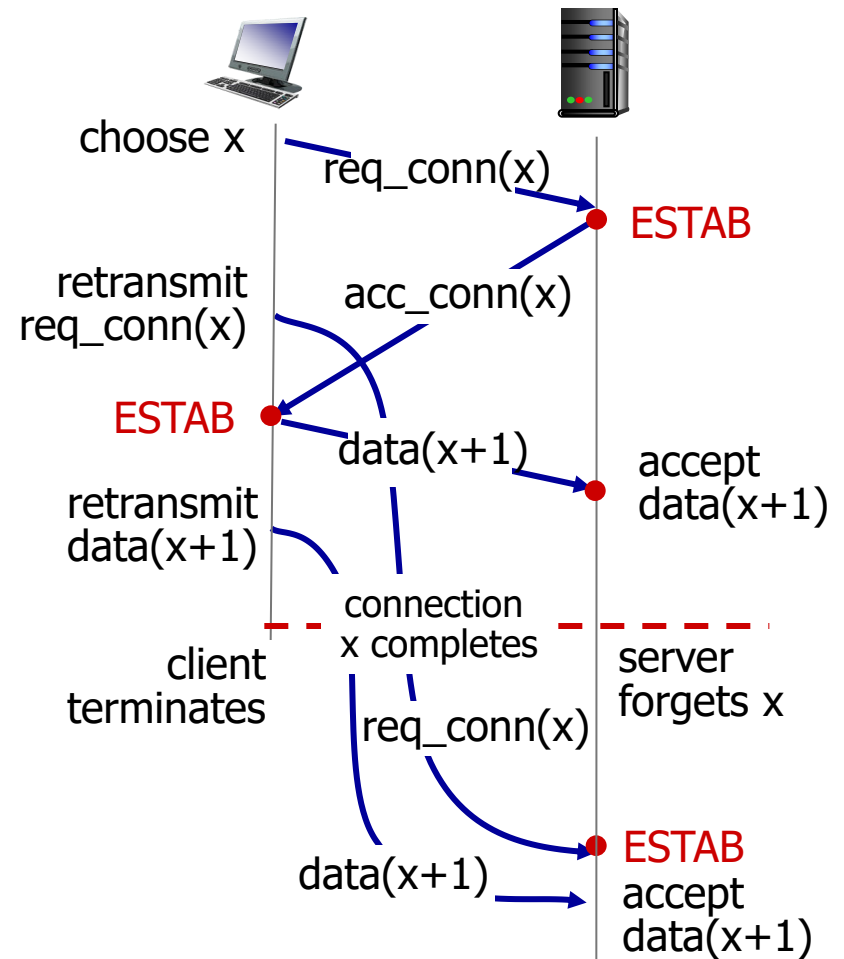 choose x
req_conn(x)
ESTAB
retransmit
req_conn(x)
acc_conn(x)
ESTAB
data(x+1)
accept
data(x+1)
retransmit
data(x+1)
connection
x completes
client
terminates
server
forgets x
req_conn(x)
ESTAB
data(x+1)
accept
data(x+1)